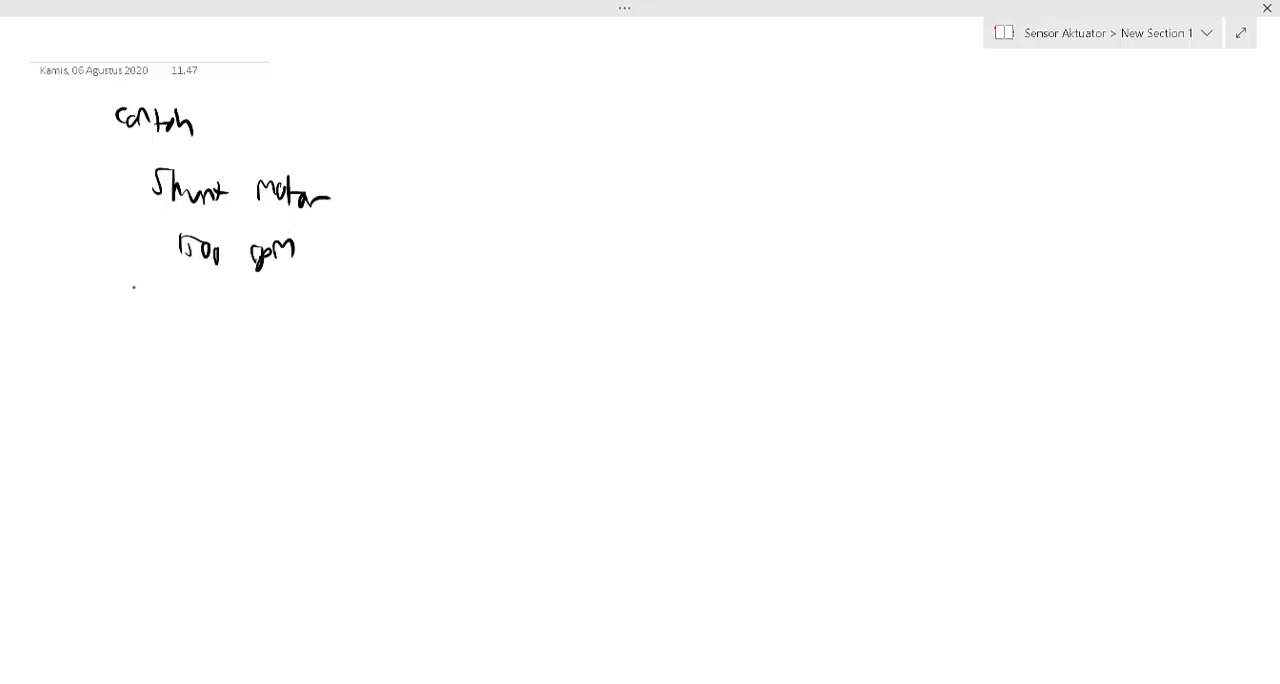 Sensor Aktuator > New Section 1
Kamis, 06 Agustus 2020 11.47
Contoh
Shunt Motor
1500 rpm